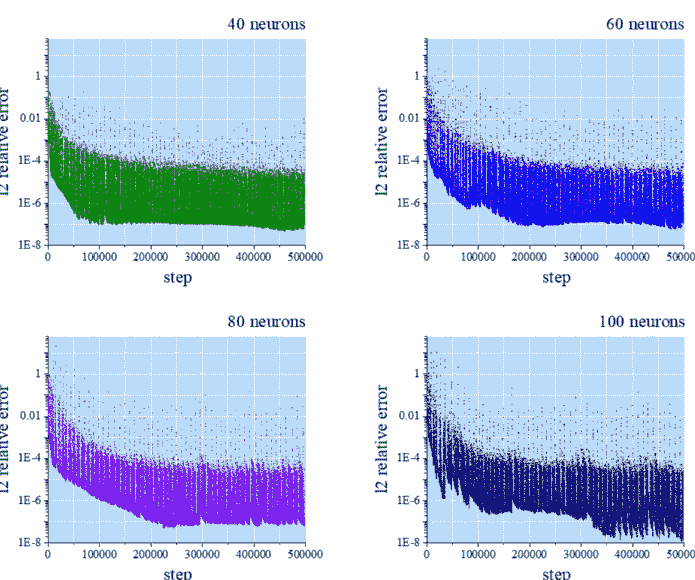 40 neurons
l2 relative error
1
0.01
1E-4
1E-6
1E-8
0 100000 200000 300000 400000 500000
step
60 neurons
l2 relative error
1
0.01
1E-4
1E-6
1E-8
0 100000 200000 300000 400000 50000
step
80 neurons
l2 relative error
1
0.01
1E-4
1E-6
1E-8
0 100000 200000 300000 400000 500000
step
100 neurons
l2 relative error
1
0.01
1E-4
1E-6
1E-8
0 100000 200000 300000 400000 50000
step